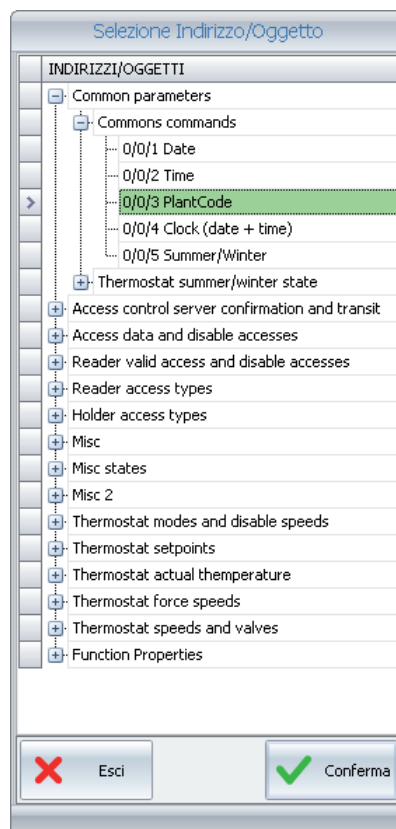 Selezione Indirizzo/Oggetto
INDIRIZZI/OGGETTI
Common parameters
Commons commands
0/0/1 Date
0/0/2 Time
0/0/3 PlantCode
0/0/4 Clock (date + time)
0/0/5 Summer/Winter
Thermostat summer/winter state
Access control server confirmation and transit
Access data and disable accesses
Reader valid access and disable accesses
Reader access types
Holder access types
Misc
Misc states
Misc 2
Thermostat modes and disable speeds
Thermostat setpoints
Thermostat actual themperature
Thermostat force speeds
Thermostat speeds and valves
Function Properties
Esci
Conferma